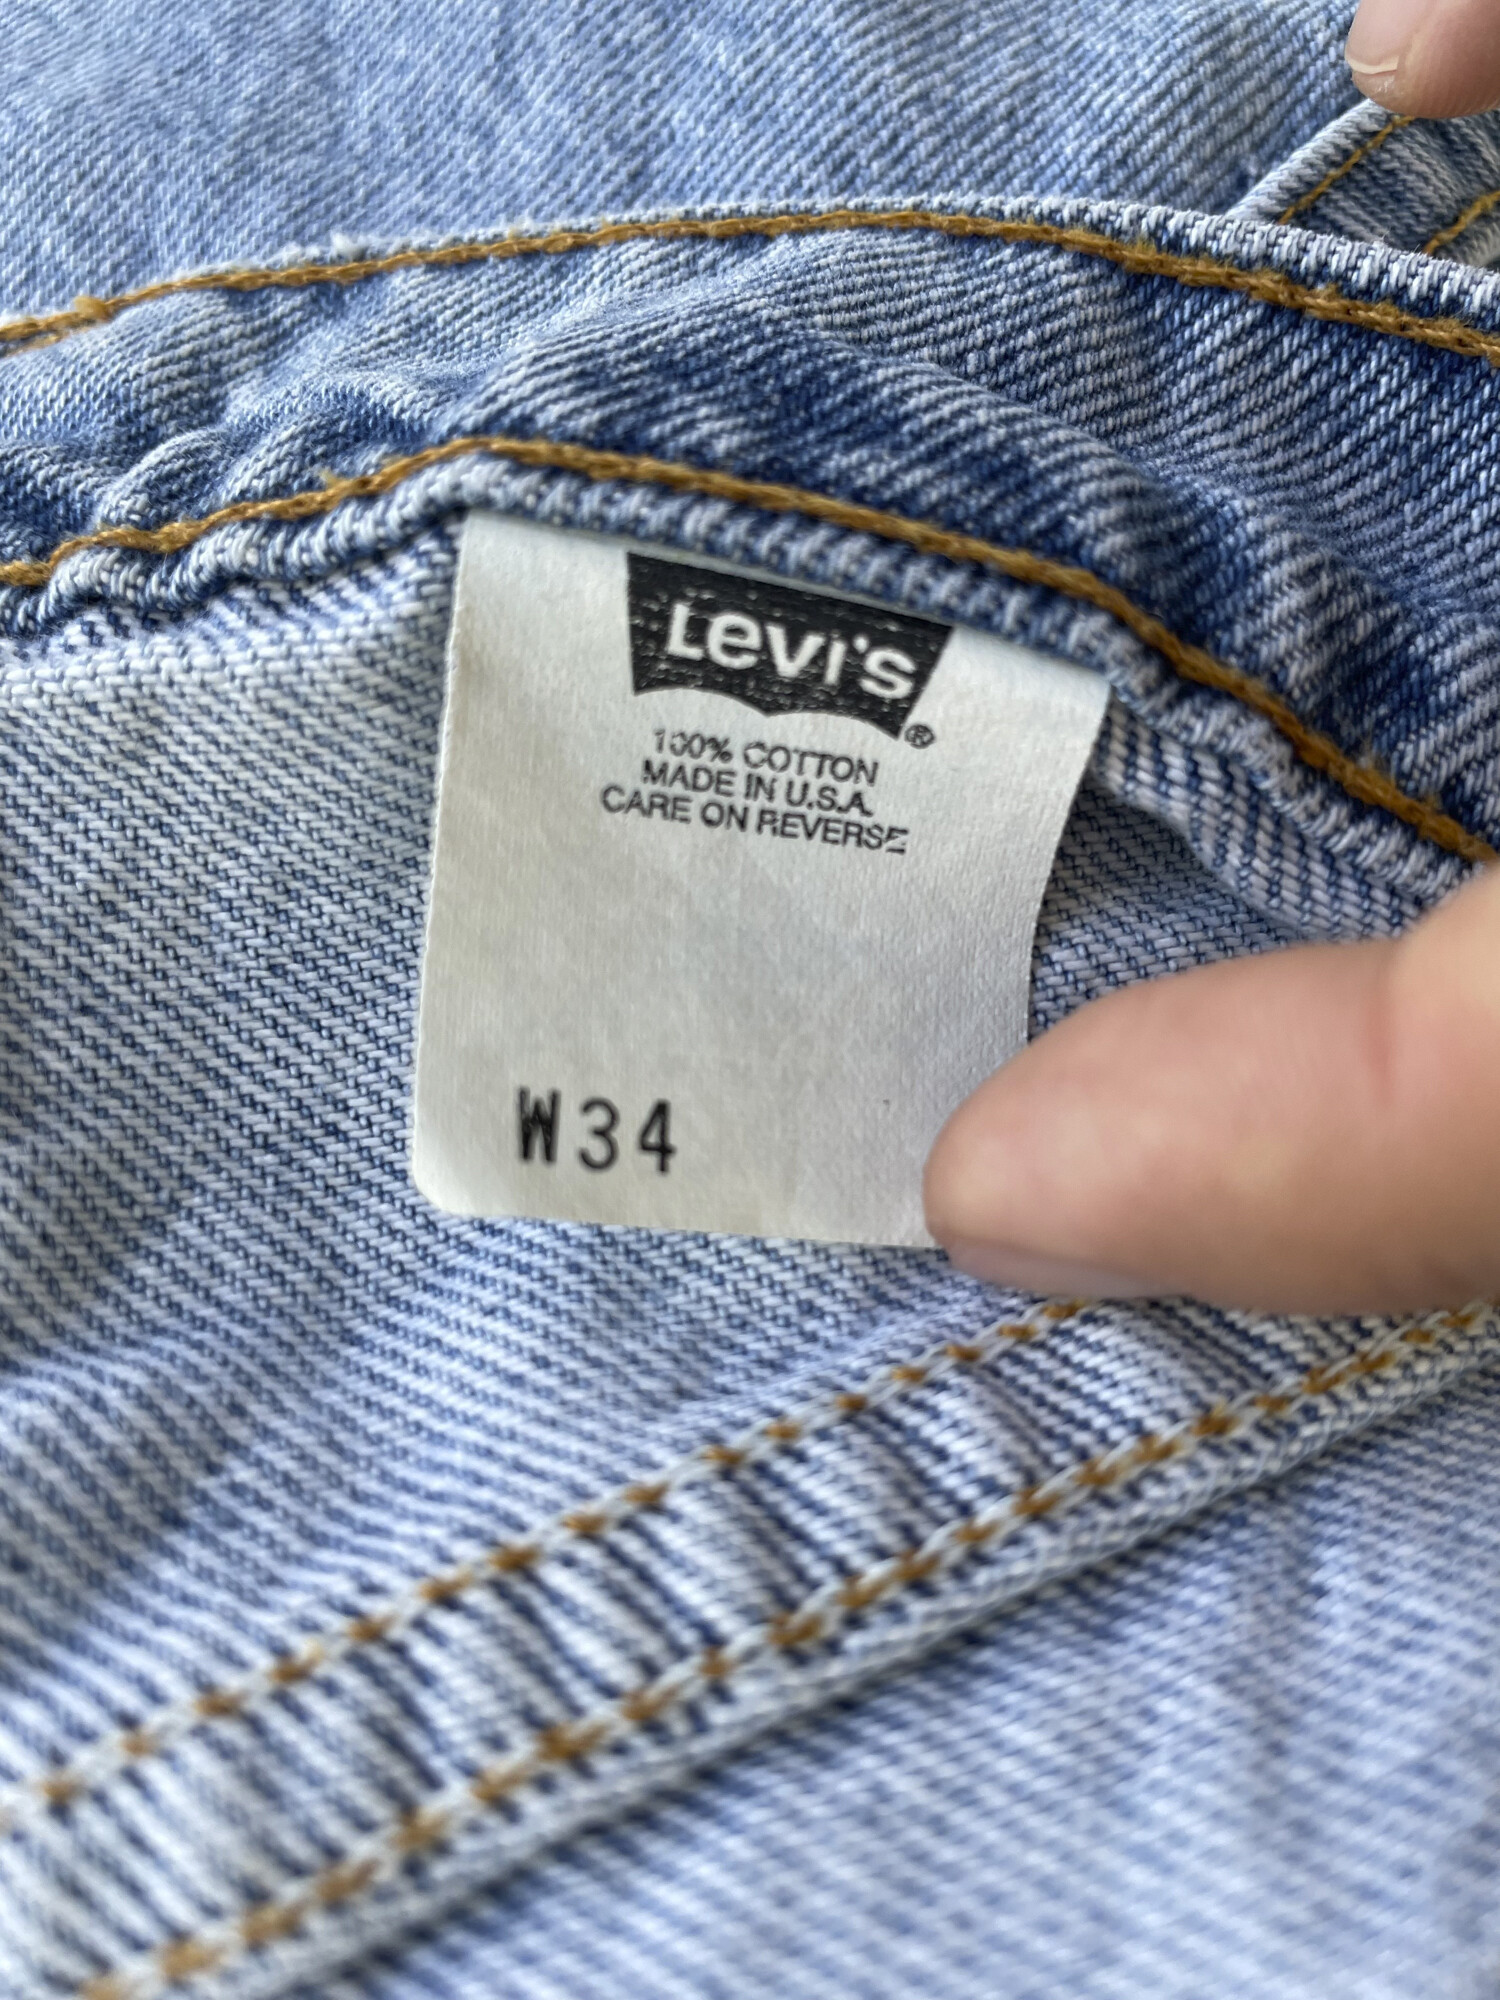 Levi's ®
100% COTTON
MADE IN U.S.A.
CARE ON REVERSE
W34